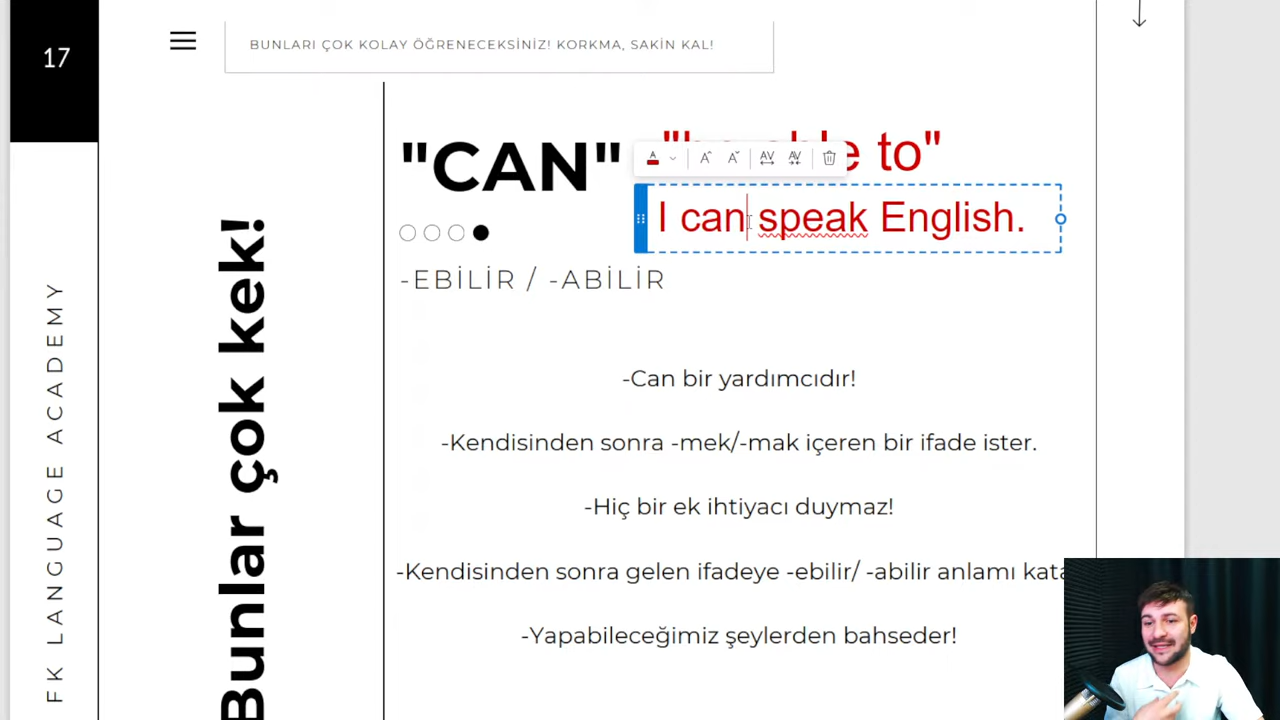 17
BUNLARI ÇOK KOLAY ÖĞRENECEKSİNİZ! KORKMA, SAKİN KAL!
"CAN"
to"
I can speak English.
-EBİLİR / -ABİLİR
Bunlar çok kek!
FK LANGUAGE ACADEMY
-Can bir yardımcıdır!
-Kendisinden sonra -mek/-mak içeren bir ifade ister.
-Hiç bir ek ihtiyacı duymaz!
-Kendisinden sonra gelen ifadeye -ebilir/ -abilir anlamı kata
-Yapabileceğimiz şeylerden bahseder!